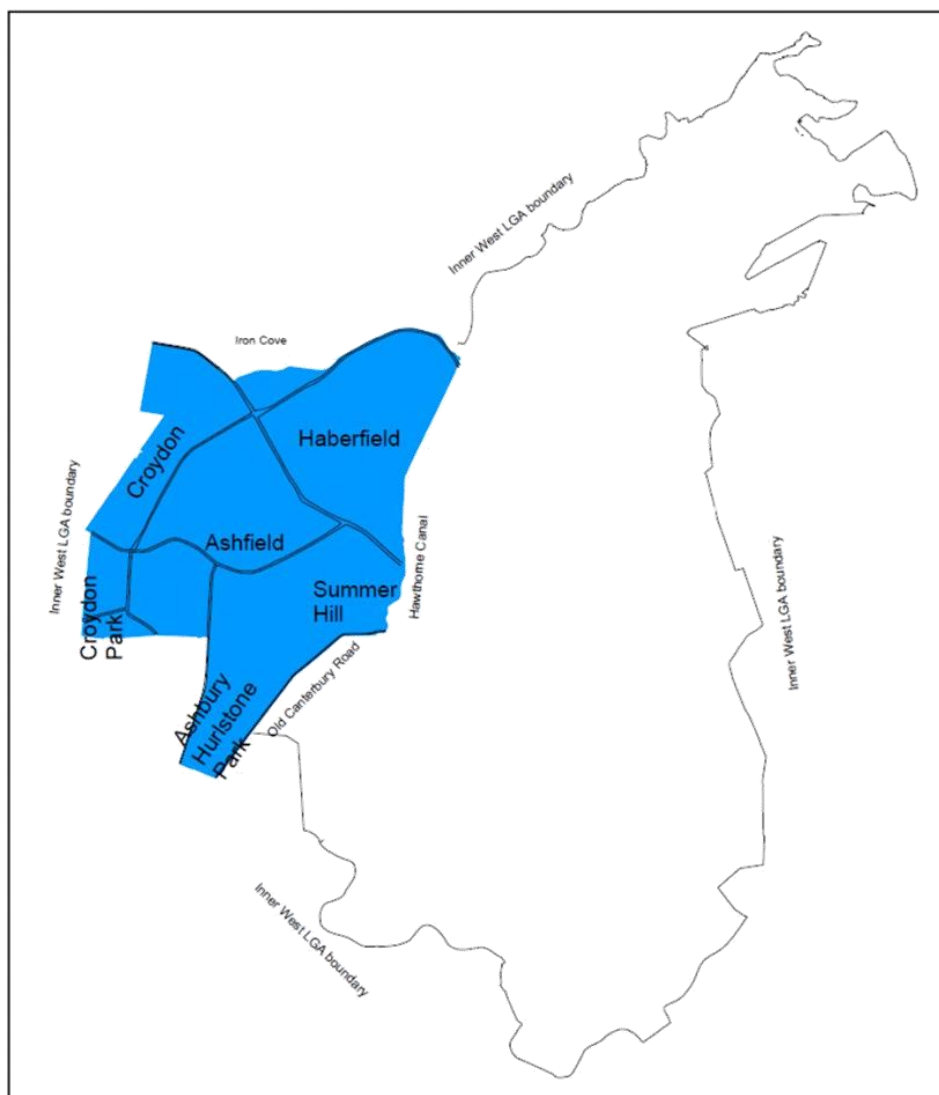 Inner West LGA boundary
Iron Cove
Haberfield
Croydon
Inner West LGA boundary
Ashfield
Hawthorne Canal
Summer
Hill
Croydon
Park
Inner West LGA boundary
Old Canterbury Road
Ashbury
Hurlstone
Park
Inner West LGA boundary